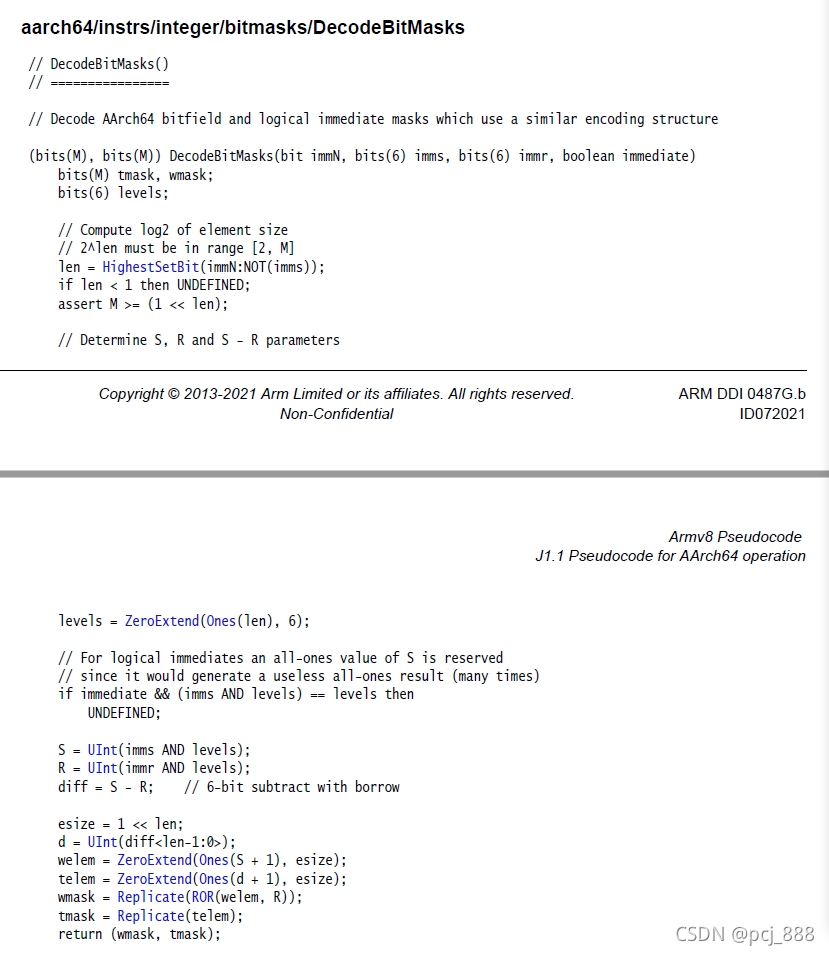 aarch64/instrs/integer/bitmasks/DecodeBitMasks
// DecodeBitMasks()
// ================
// Decode AArch64 bitfield and logical immediate masks which use a similar encoding structure
(bits(M), bits(M)) DecodeBitMasks(bit immN, bits(6) imms, bits(6) immr, boolean immediate)
bits(M) tmask, wmask;
bits(6) levels;
// Compute log2 of element size
// 2^len must be in range [2, M]
len = HighestSetBit(immN:NOT(imms));
if len < 1 then UNDEFINED;
assert M >= (1 << len);
// Determine S, R and S - R parameters
Copyright © 2013-2021 Arm Limited or its affiliates. All rights reserved. ARM DDI 0487G.b
Non-Confidential ID072021
Armv8 Pseudocode
J1.1 Pseudocode for AArch64 operation
levels = ZeroExtend(Ones(len), 6);
// For logical immediates an all-ones value of S is reserved
// since it would generate a useless all-ones result (many times)
if immediate && (imms AND levels) == levels then
UNDEFINED;
S = UInt(imms AND levels);
R = UInt(immr AND levels);
diff = S - R; // 6-bit subtract with borrow
esize = 1 << len;
d = UInt(diff<len-1:0>);
welem = ZeroExtend(Ones(S + 1), esize);
telem = ZeroExtend(Ones(d + 1), esize);
wmask = Replicate(ROR(welem, R));
tmask = Replicate(telem);
return (wmask, tmask);
CSDN @pcj_888